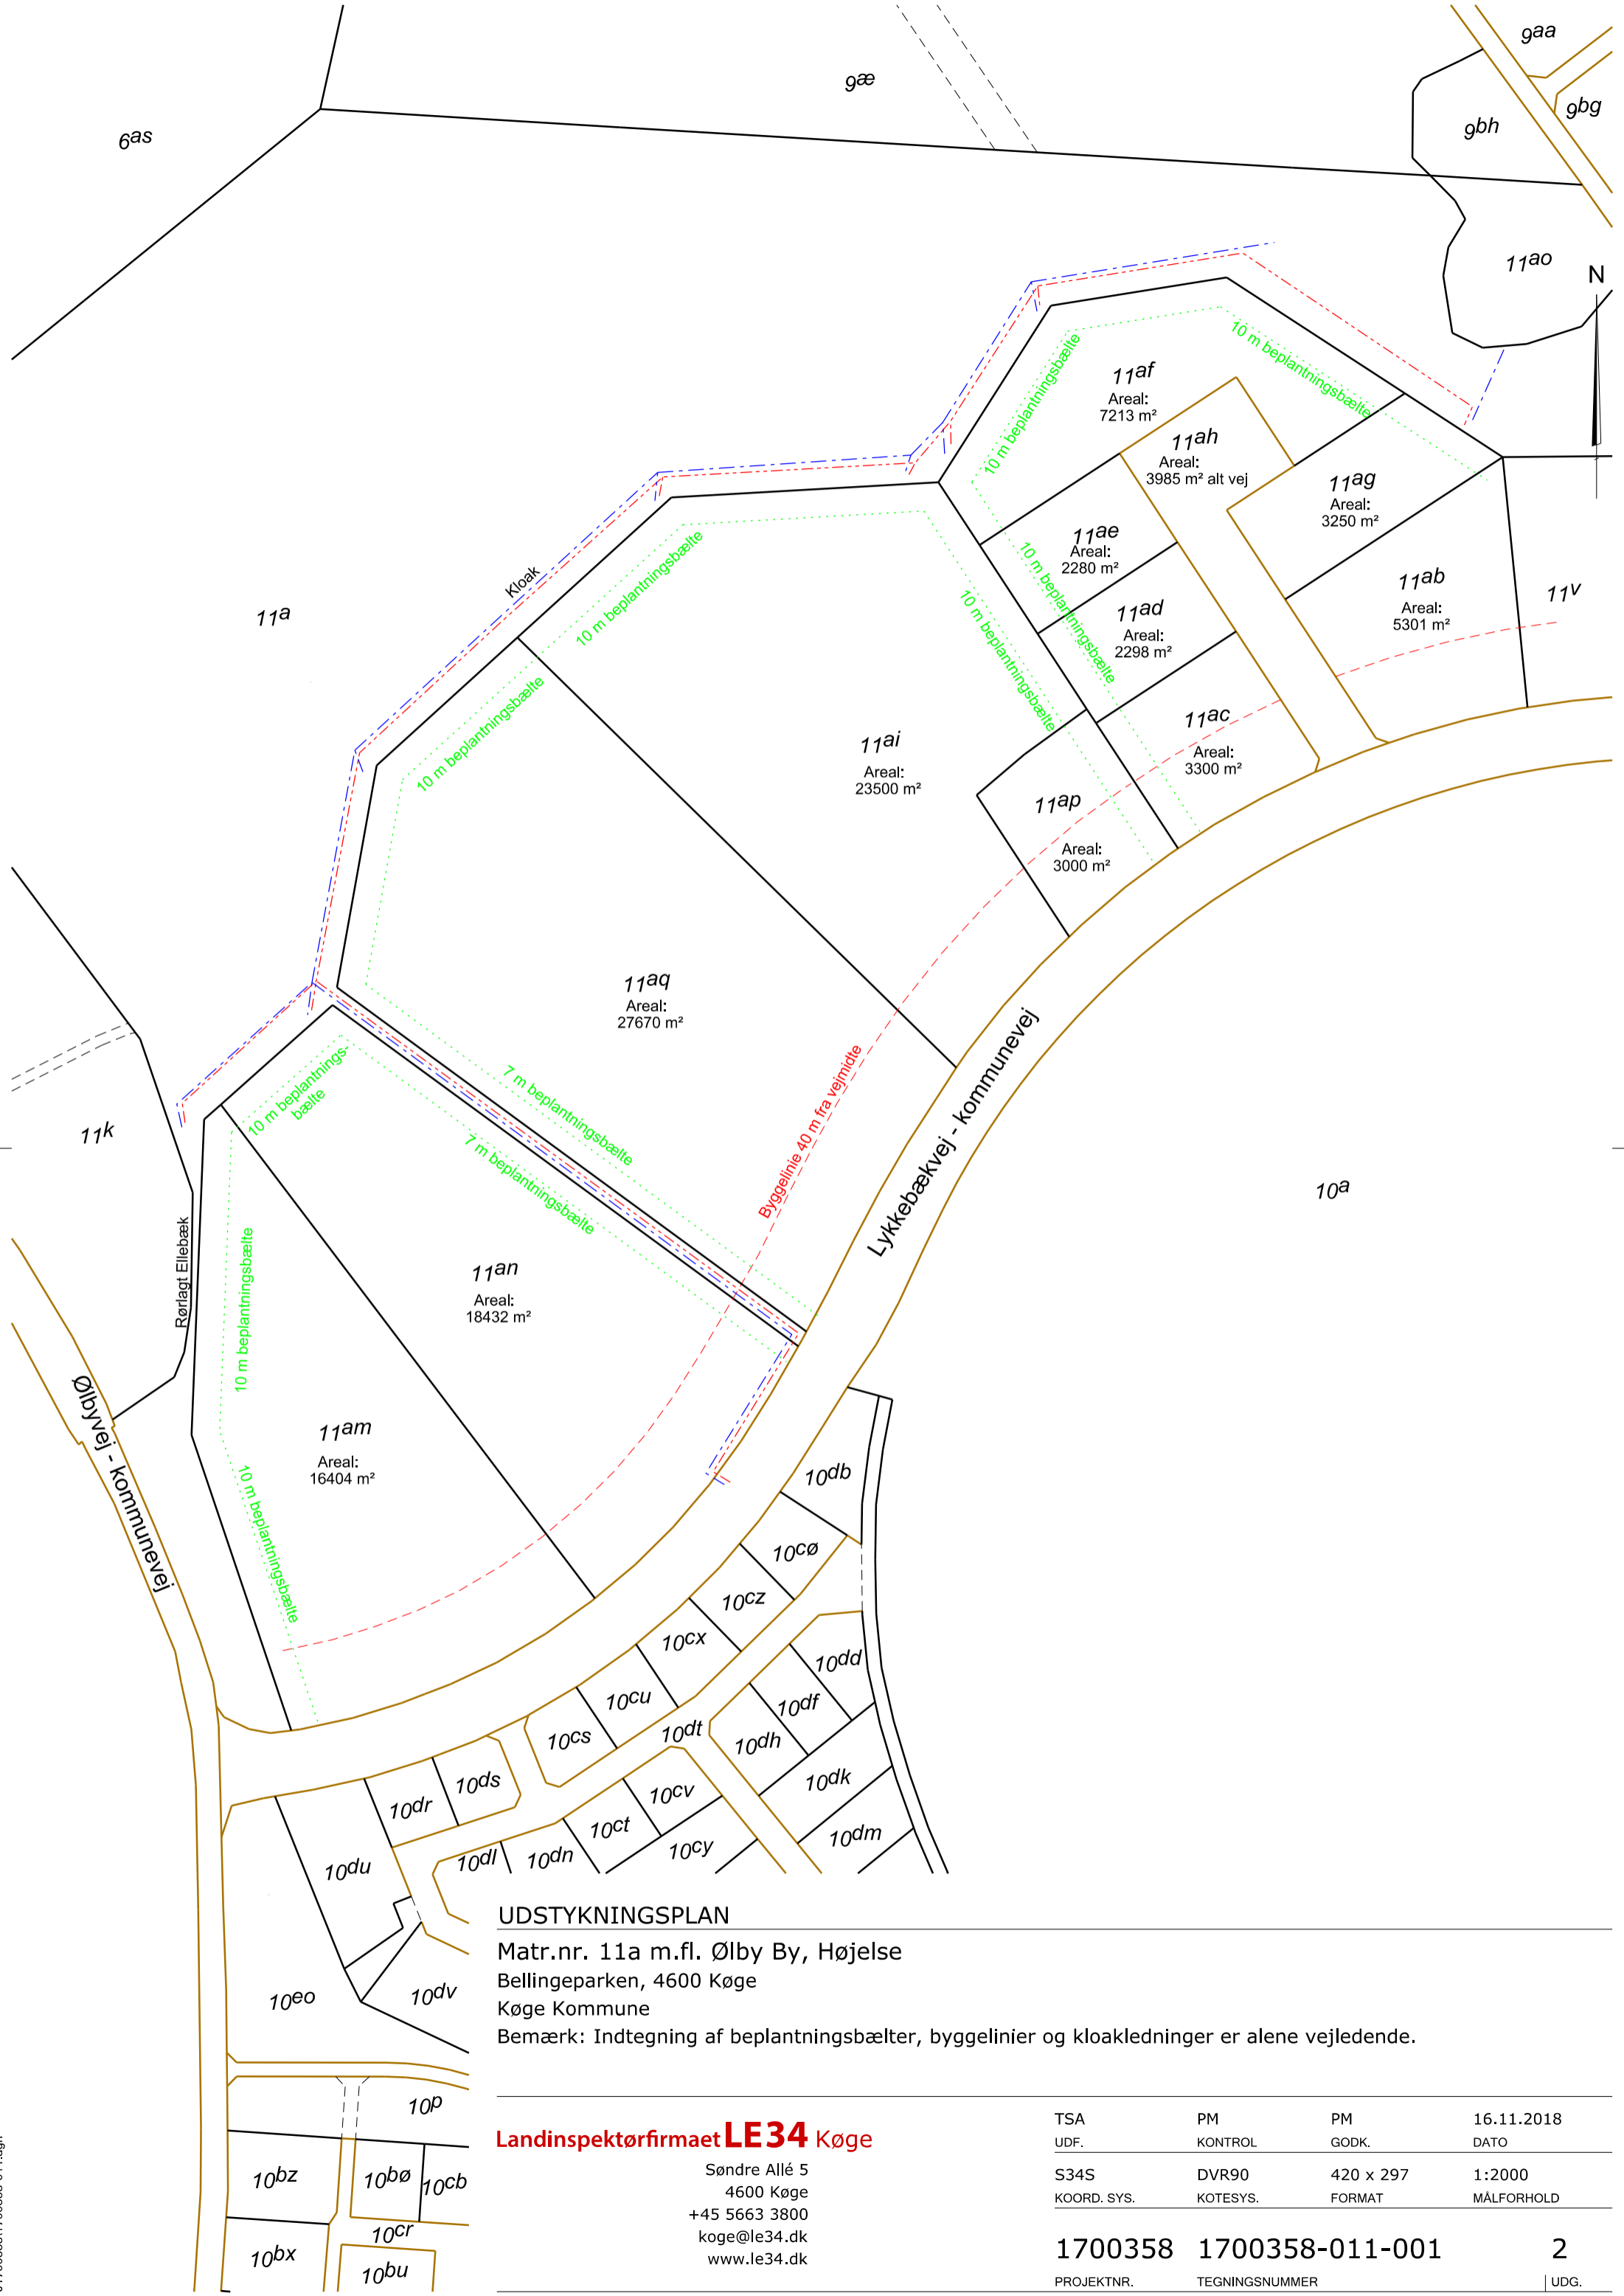 9aa
9æ
9bg
9bh
6as
11ao
N
10 m beplantningsbælte
10 m beplantningsbælte
11af
Areal:
7213 m²
11ah
Areal:
3985 m² alt vej
11ag
Areal:
3250 m²
11ae
Areal:
2280 m²
10 m beplantningsbælte
10 m beplantningsbælte
Kloak
10 m beplantningsbælte
11ab
Areal:
5301 m²
11v
11a
11ad
Areal:
2298 m²
10 m beplantningsbælte
11ac
Areal:
3300 m²
11ai
Areal:
23500 m²
11ap
Areal:
3000 m²
11aq
Areal:
27670 m²
Byggelinie 40 m fra vejmidte
Lykkebækvej - kommunevej
10 m beplantnings-
bælte
7 m beplantningsbælte
7 m beplantningsbælte
11k
10a
Rørlagt Ellebæk
10 m beplantningsbælte
11an
Areal:
18432 m²
Ølbyvej - kommunevej
11am
Areal:
16404 m²
10 m beplantningsbælte
10db
10cø
10cz
10cx
10dd
10cu
10df
10cs
10dt
10dh
10ds
10dk
10cv
10dr
10ct
10dm
10cy
10dl
10dn
10du
10eo
10dv
10p
10bz
10bø
10cb
10cr
10bx
10bu
UDSTYKNINGSPLAN
Matr.nr. 11a m.fl. Ølby By, Højelse
Bellingeparken, 4600 Køge
Køge Kommune
Bemærk: Indtegning af beplantningsbælter, byggelinier og kloakledninger er alene vejledende.
Landinspektørfirmaet LE34 Køge
Søndre Allé 5
4600 Køge
+45 5663 3800
koge@le34.dk
www.le34.dk
TSA PM PM 16.11.2018
UDF. KONTROL GODK. DATO
S34S DVR90 420 x 297 1:2000
KOORD. SYS. KOTESYS. FORMAT MÅLFORHOLD
1700358 1700358-011-001 2
PROJEKTNR. TEGNINGSNUMMER UDG.